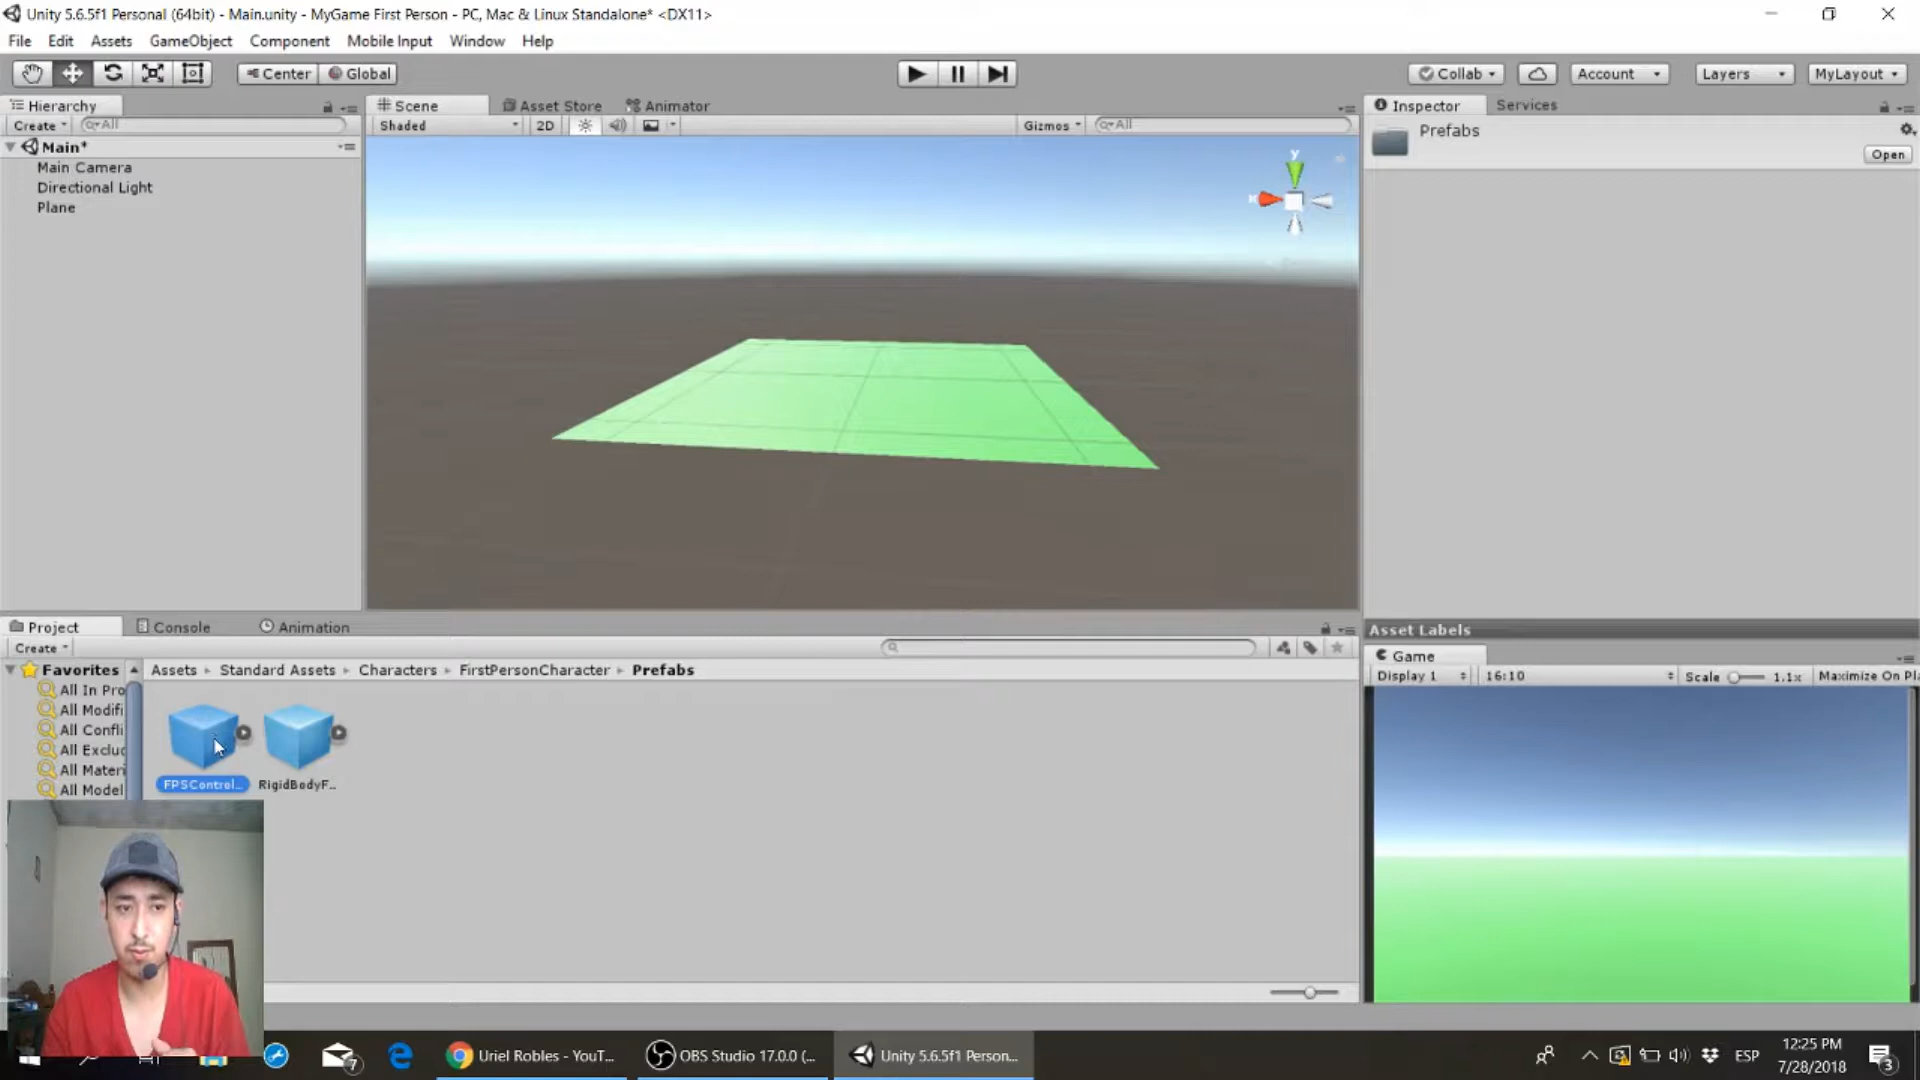 Unity 5.6.5f1 Personal (64bit) - Main.unity - MyGame First Person - PC, Mac & Linux Standalone* <DX11>
File Edit Assets GameObject Component Mobile Input Window Help
Center Global Collab Account Layers MyLayout
Hierarchy
Create All
Main*
Main Camera
Directional Light
Plane
Scene Asset Store Animator
Shaded 2D Gizmos All
y
Inspector Services
Prefabs
Open
Project Console Animation
Create
Favorites
All In Pro
All Modifi
All Confli
All Exclu
All Materi
All Model
Assets Standard Assets Characters FirstPersonCharacter Prefabs
FPSControl... RigidBodyF...
Asset Labels
Game
Display 1 16:10 Scale 1.1x Maximize On Pl
7
Uriel Robles - YouT...
OBS Studio 17.0.0 (...
Unity 5.6.5f1 Person...
ESP
12:25 PM
7/28/2018
3